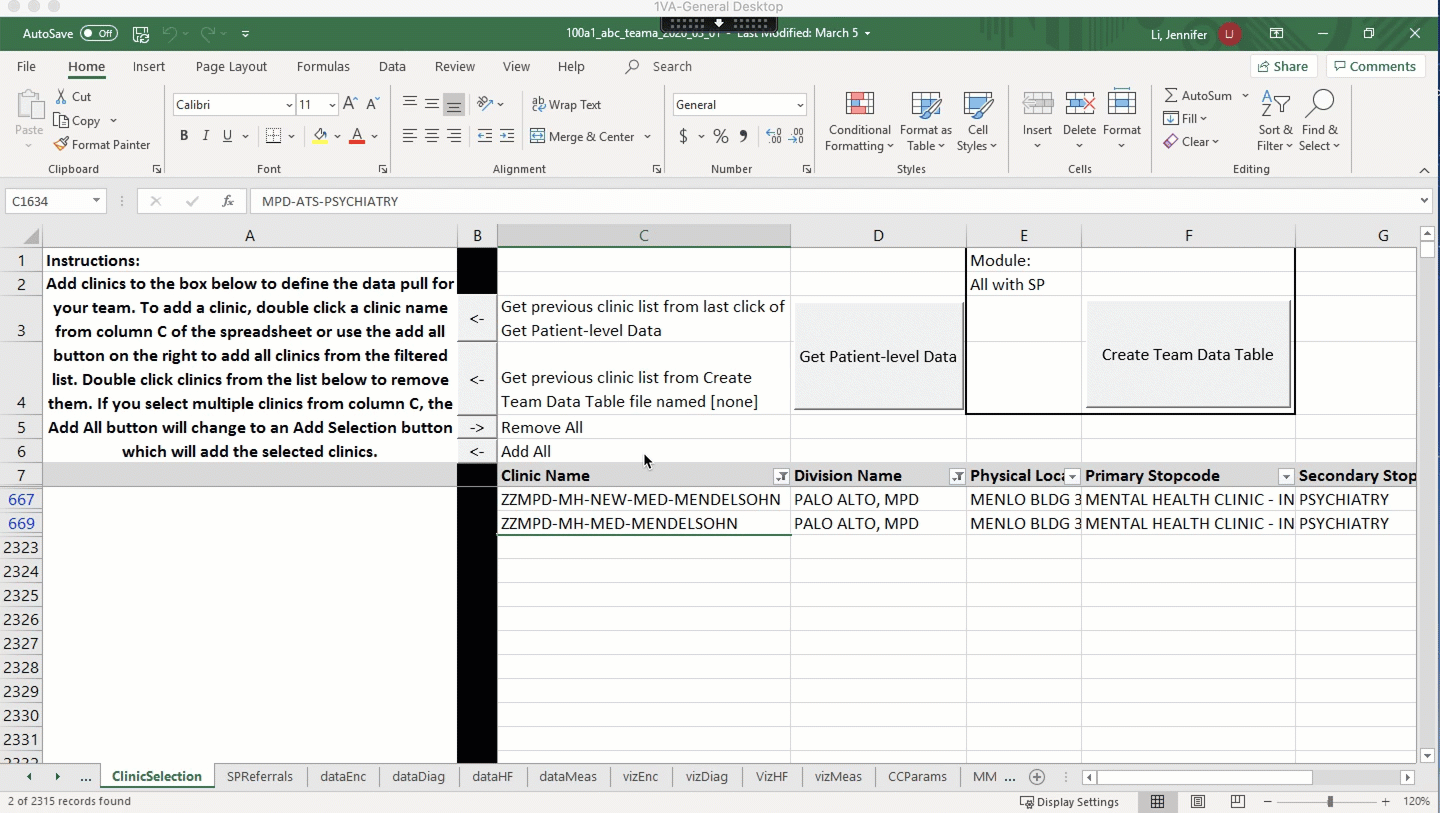 1VA-General Desktop
AutoSave Off
100a1_abc_teama_2020_03_01 - Last Modified: March 5
Li, Jennifer LJ
File Home Insert Page Layout Formulas Data Review View Help Search
Share Comments
Paste
Cut
Copy
Format Painter
Clipboard
Calibri 11
B I U
Font
Wrap Text
Merge & Center
Alignment
General
$ % ,
Number
Conditional Formatting
Format as Table
Cell Styles
Styles
Insert
Delete
Format
Cells
AutoSum
Fill
Clear
Sort & Filter
Find & Select
Editing
C1634 fx MPD-ATS-PSYCHIATRY
A B C D E F G
1 Instructions: Module:
2 Add clinics to the box below to define the data pull for All with SP
your team. To add a clinic, double click a clinic name
3 from column C of the spreadsheet or use the add all
<- Get previous clinic list from last click of
Get Patient-level Data
button on the right to add all clinics from the filtered
list. Double click clinics from the list below to remove
4 them. If you select multiple clinics from column C, the
<- Get previous clinic list from Create
Team Data Table file named [none]
Get Patient-level Data
Create Team Data Table
5 Add All button will change to an Add Selection button -> Remove All
6 which will add the selected clinics. <- Add All
7 Clinic Name Division Name Physical Loca Primary Stopcode Secondary Stop
667 ZZMPD-MH-NEW-MED-MENDELSOHN PALO ALTO, MPD MENLO BLDG 3 MENTAL HEALTH CLINIC - IN PSYCHIATRY
669 ZZMPD-MH-MED-MENDELSOHN PALO ALTO, MPD MENLO BLDG 3 MENTAL HEALTH CLINIC - IN PSYCHIATRY
2323
2324
2325
2326
2327
2328
2329
2330
2331
... ClinicSelection SPReferrals dataEnc dataDiag dataHF dataMeas vizEnc vizDiag VizHF vizMeas CCParams MM ...
2 of 2315 records found Display Settings 120%